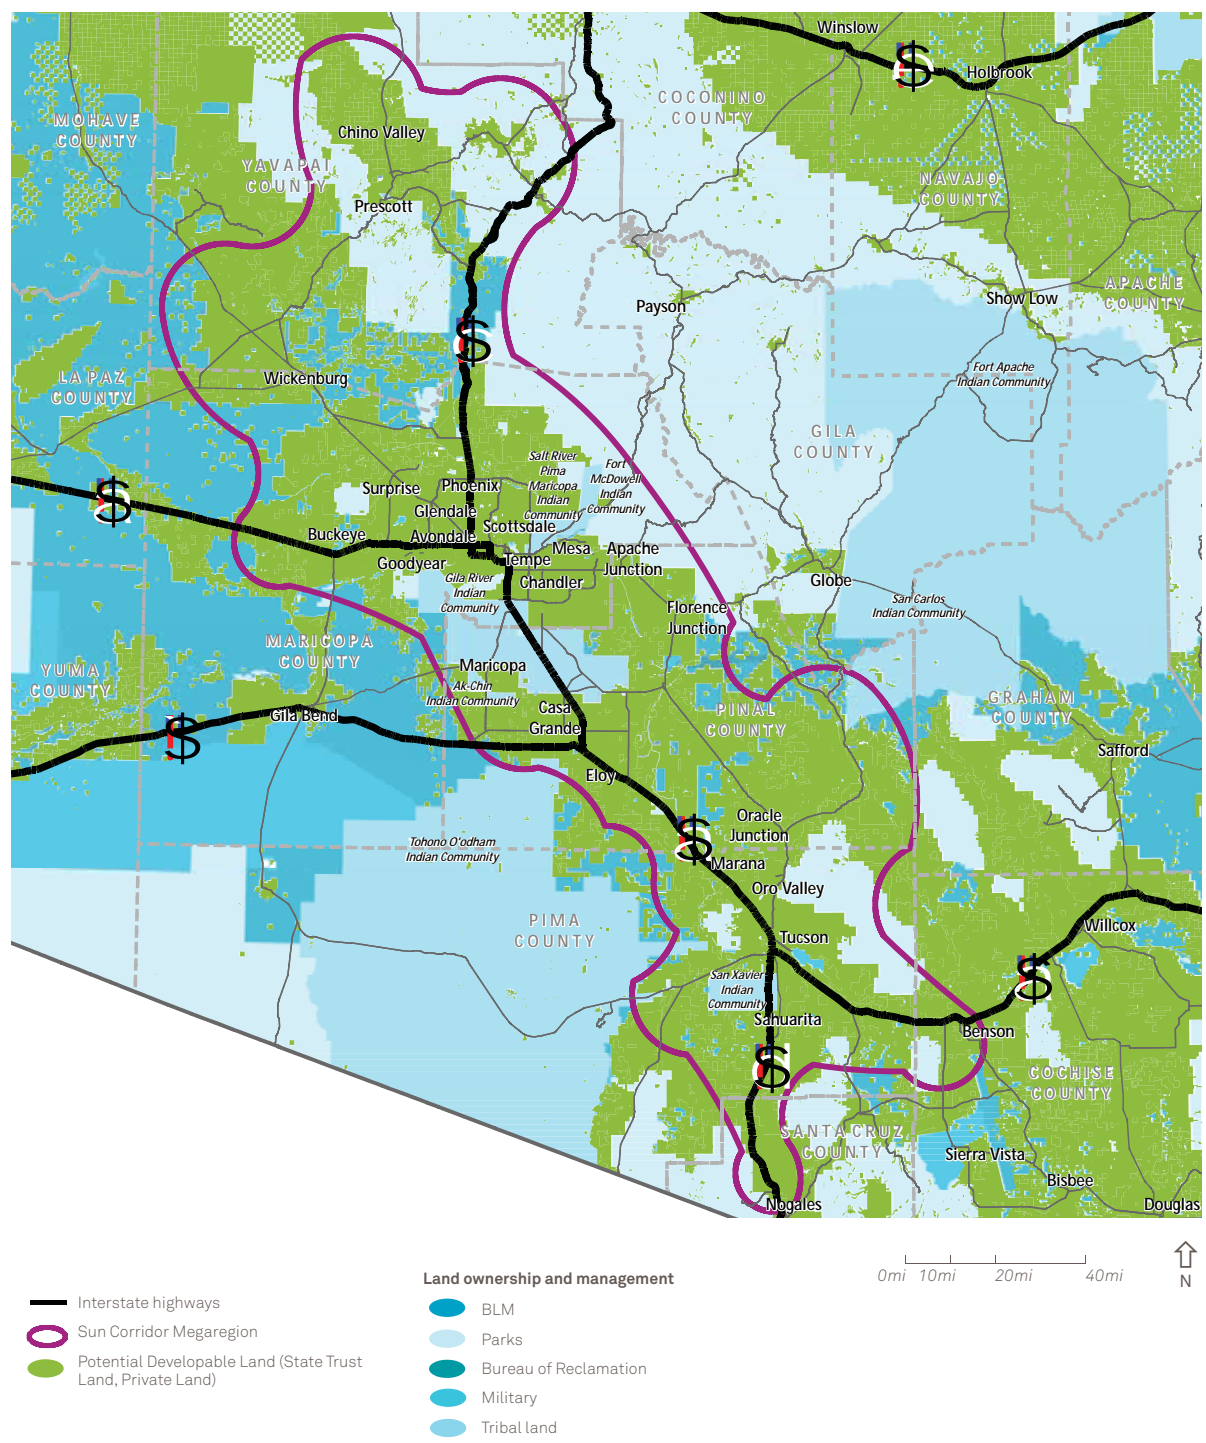 Winslow
$
Holbrook
COCONINO
COUNTY
MOHAVE
COUNTY
Chino Valley
YAVAPAI
COUNTY
NAVAJO
COUNTY
Prescott
APACHE
COUNTY
Show Low
Payson
$
Fort Apache
Indian Community
LA PAZ
COUNTY
Wickenburg
GILA
COUNTY
Salt River
Pima
Maricopa
Indian
Community
Fort
McDowell
Indian
Community
$
Surprise
Phoenix
Glendale
Scottsdale
Buckeye
Avondale
Goodyear
Tempe
Mesa
Apache
Junction
Chandler
Gila River
Indian
Community
Globe
San Carlos
Indian Community
Florence
Junction
MARICOPA
COUNTY
YUMA
COUNTY
Maricopa
Ak-Chin
Indian Community
GRAHAM
COUNTY
Casa
Grande
PINAL
COUNTY
Gila Bend
$
Safford
Eloy
Oracle
Junction
$
Tohono O'odham
Indian Community
Marana
Oro Valley
PIMA
COUNTY
Willcox
Tucson
$
San Xavier
Indian
Community
Sahuarita
Benson
$
COCHISE
COUNTY
SANTA CRUZ
COUNTY
Sierra Vista
Bisbee
Nogales
Douglas
0mi 10mi 20mi 40mi
N
Interstate highways
Sun Corridor Megaregion
Potential Developable Land (State Trust
Land, Private Land)
Land ownership and management
BLM
Parks
Bureau of Reclamation
Military
Tribal land